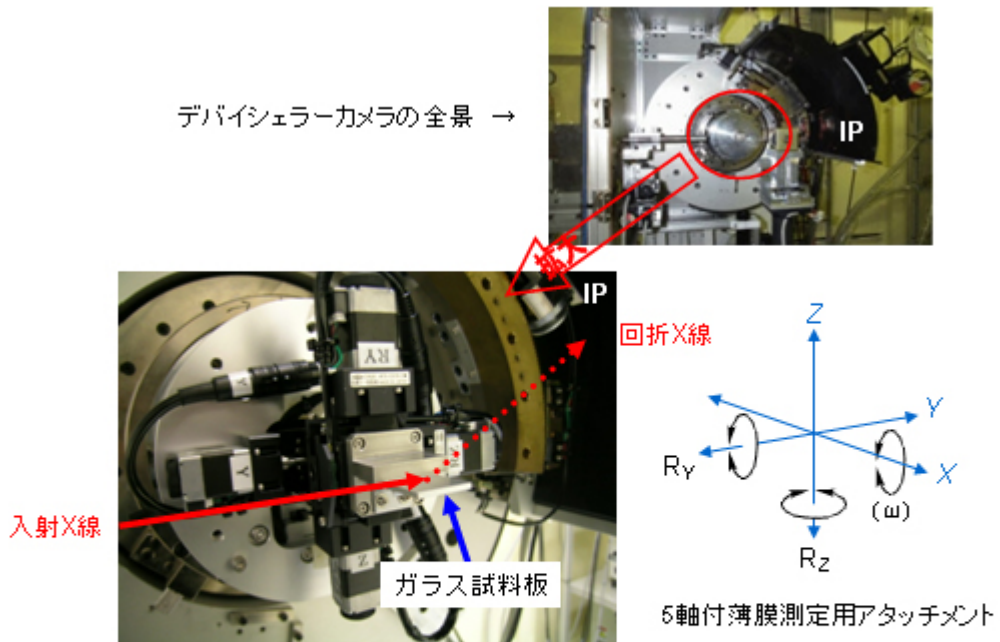 デバイシェラーカメラの全景 →
IP
拡大
IP
回折X線
RY
Y
Y
Z
入射X線
ガラス試料板
Z
Y
X
RY
(ω)
RZ
5軸付薄膜測定用アタッチメント